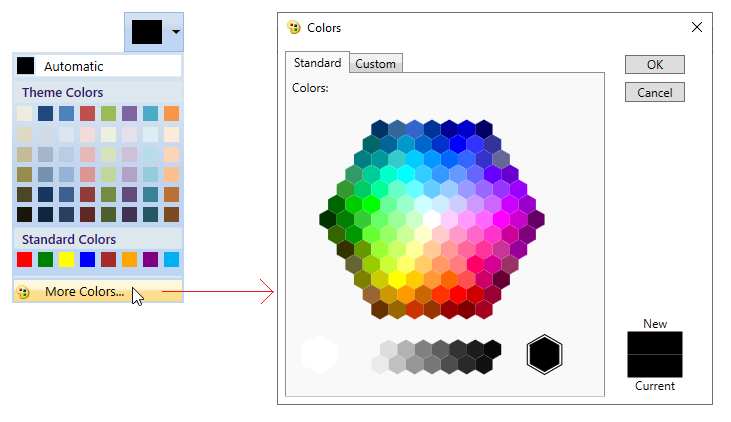 Automatic
Theme Colors
Standard Colors
More Colors...
Colors
Standard
Custom
OK
Cancel
Colors:
New
Current